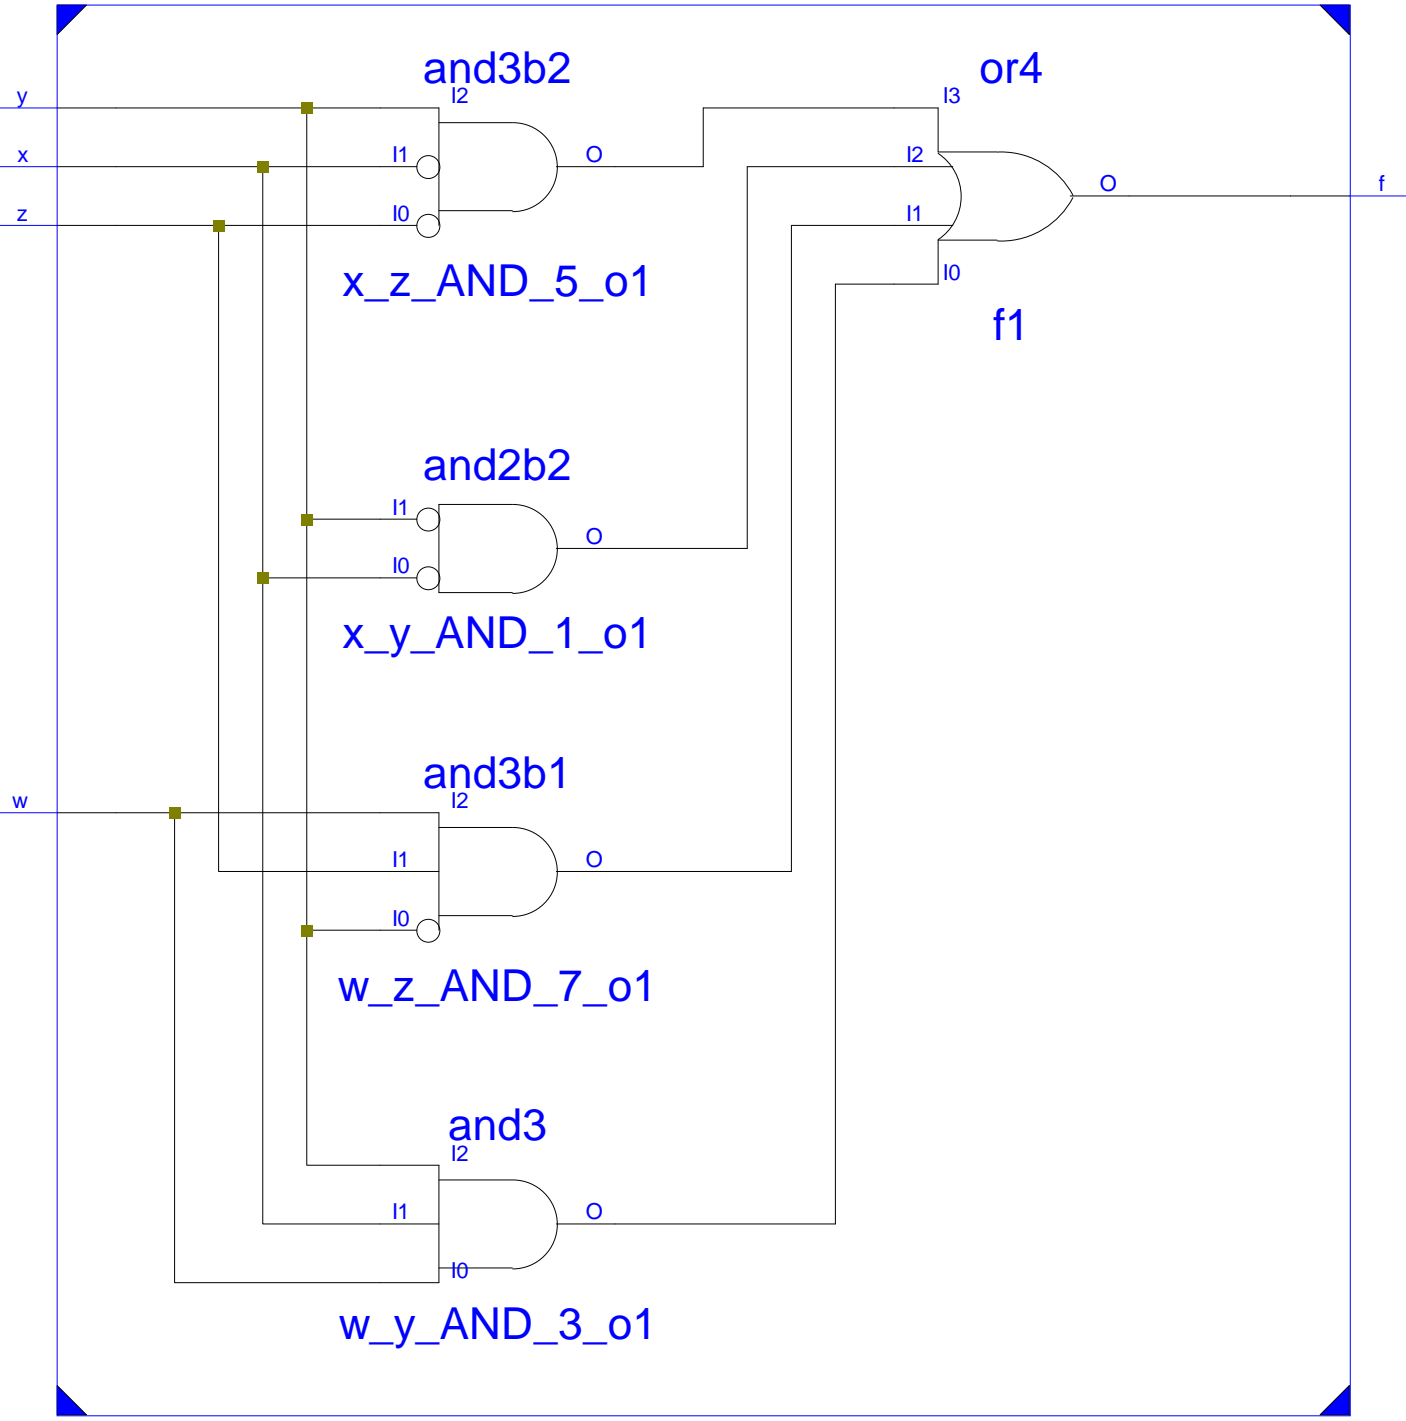 and3b2
or4
y
I2
I3
x
I1
O
I2
O
f
z
I0
I1
x_z_AND_5_o1
I0
f1
and2b2
I1
O
I0
x_y_AND_1_o1
and3b1
w
I2
I1
O
I0
w_z_AND_7_o1
and3
I2
I1
O
I0
w_y_AND_3_o1